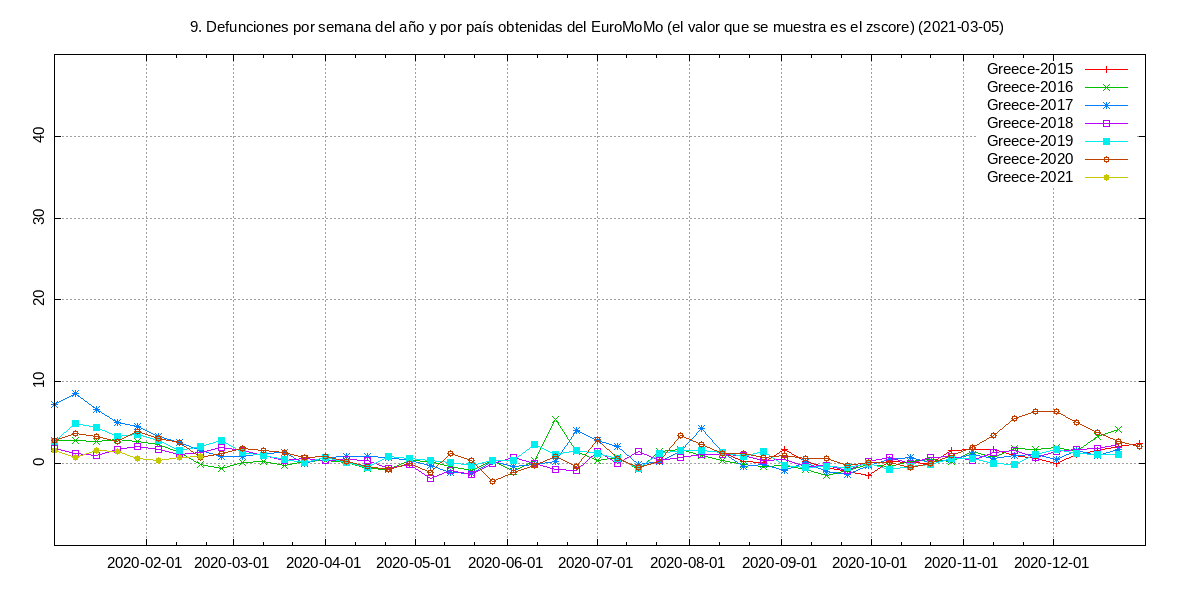 9. Defunciones por semana del año y por país obtenidas del EuroMoMo (el valor que se muestra es el zscore) (2021-03-05)
Greece-2015
Greece-2016
Greece-2017
Greece-2018
Greece-2019
Greece-2020
Greece-2021
40
30
20
10
0
2020-02-01 2020-03-01 2020-04-01 2020-05-01 2020-06-01 2020-07-01 2020-08-01 2020-09-01 2020-10-01 2020-11-01 2020-12-01